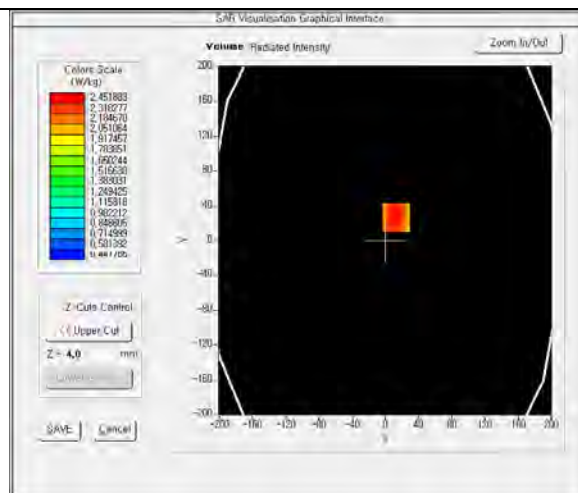 SAR Visualisation Graphical Interface
Volume Radiated Intensity
Zoom In/Out
Colors Scale
(W/kg)
2.451883
2.318277
2.184670
2.051064
1.917457
1.783851
1.650244
1.516638
1.383031
1.249425
1.115818
0.982212
0.848605
0.714999
0.581392
Z-Cuts Control
Upper Cut
Z = 4.0 mm
SAVE
Cancel
200
160
120
80
40
0
-40
-80
-120
-160
-200
Y
-200 -160 -120 -80 -40 0 40 80 120 160 200
X